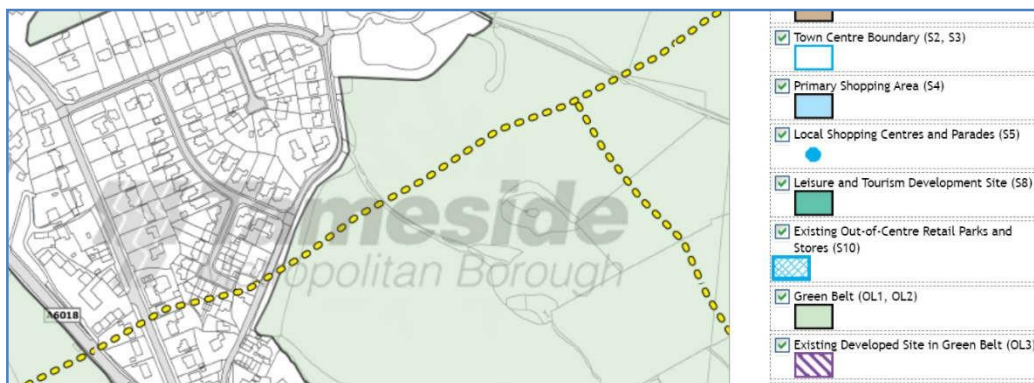 Town Centre Boundary (S2, S3)
Primary Shopping Area (S4)
Local Shopping Centres and Parades (S5)
Leisure and Tourism Development Site (S8)
Existing Out-of-Centre Retail Parks and
Stores (S10)
Green Belt (OL1, OL2)
Existing Developed Site in Green Belt (OL3)
ameside
opolitan Borough
A6018